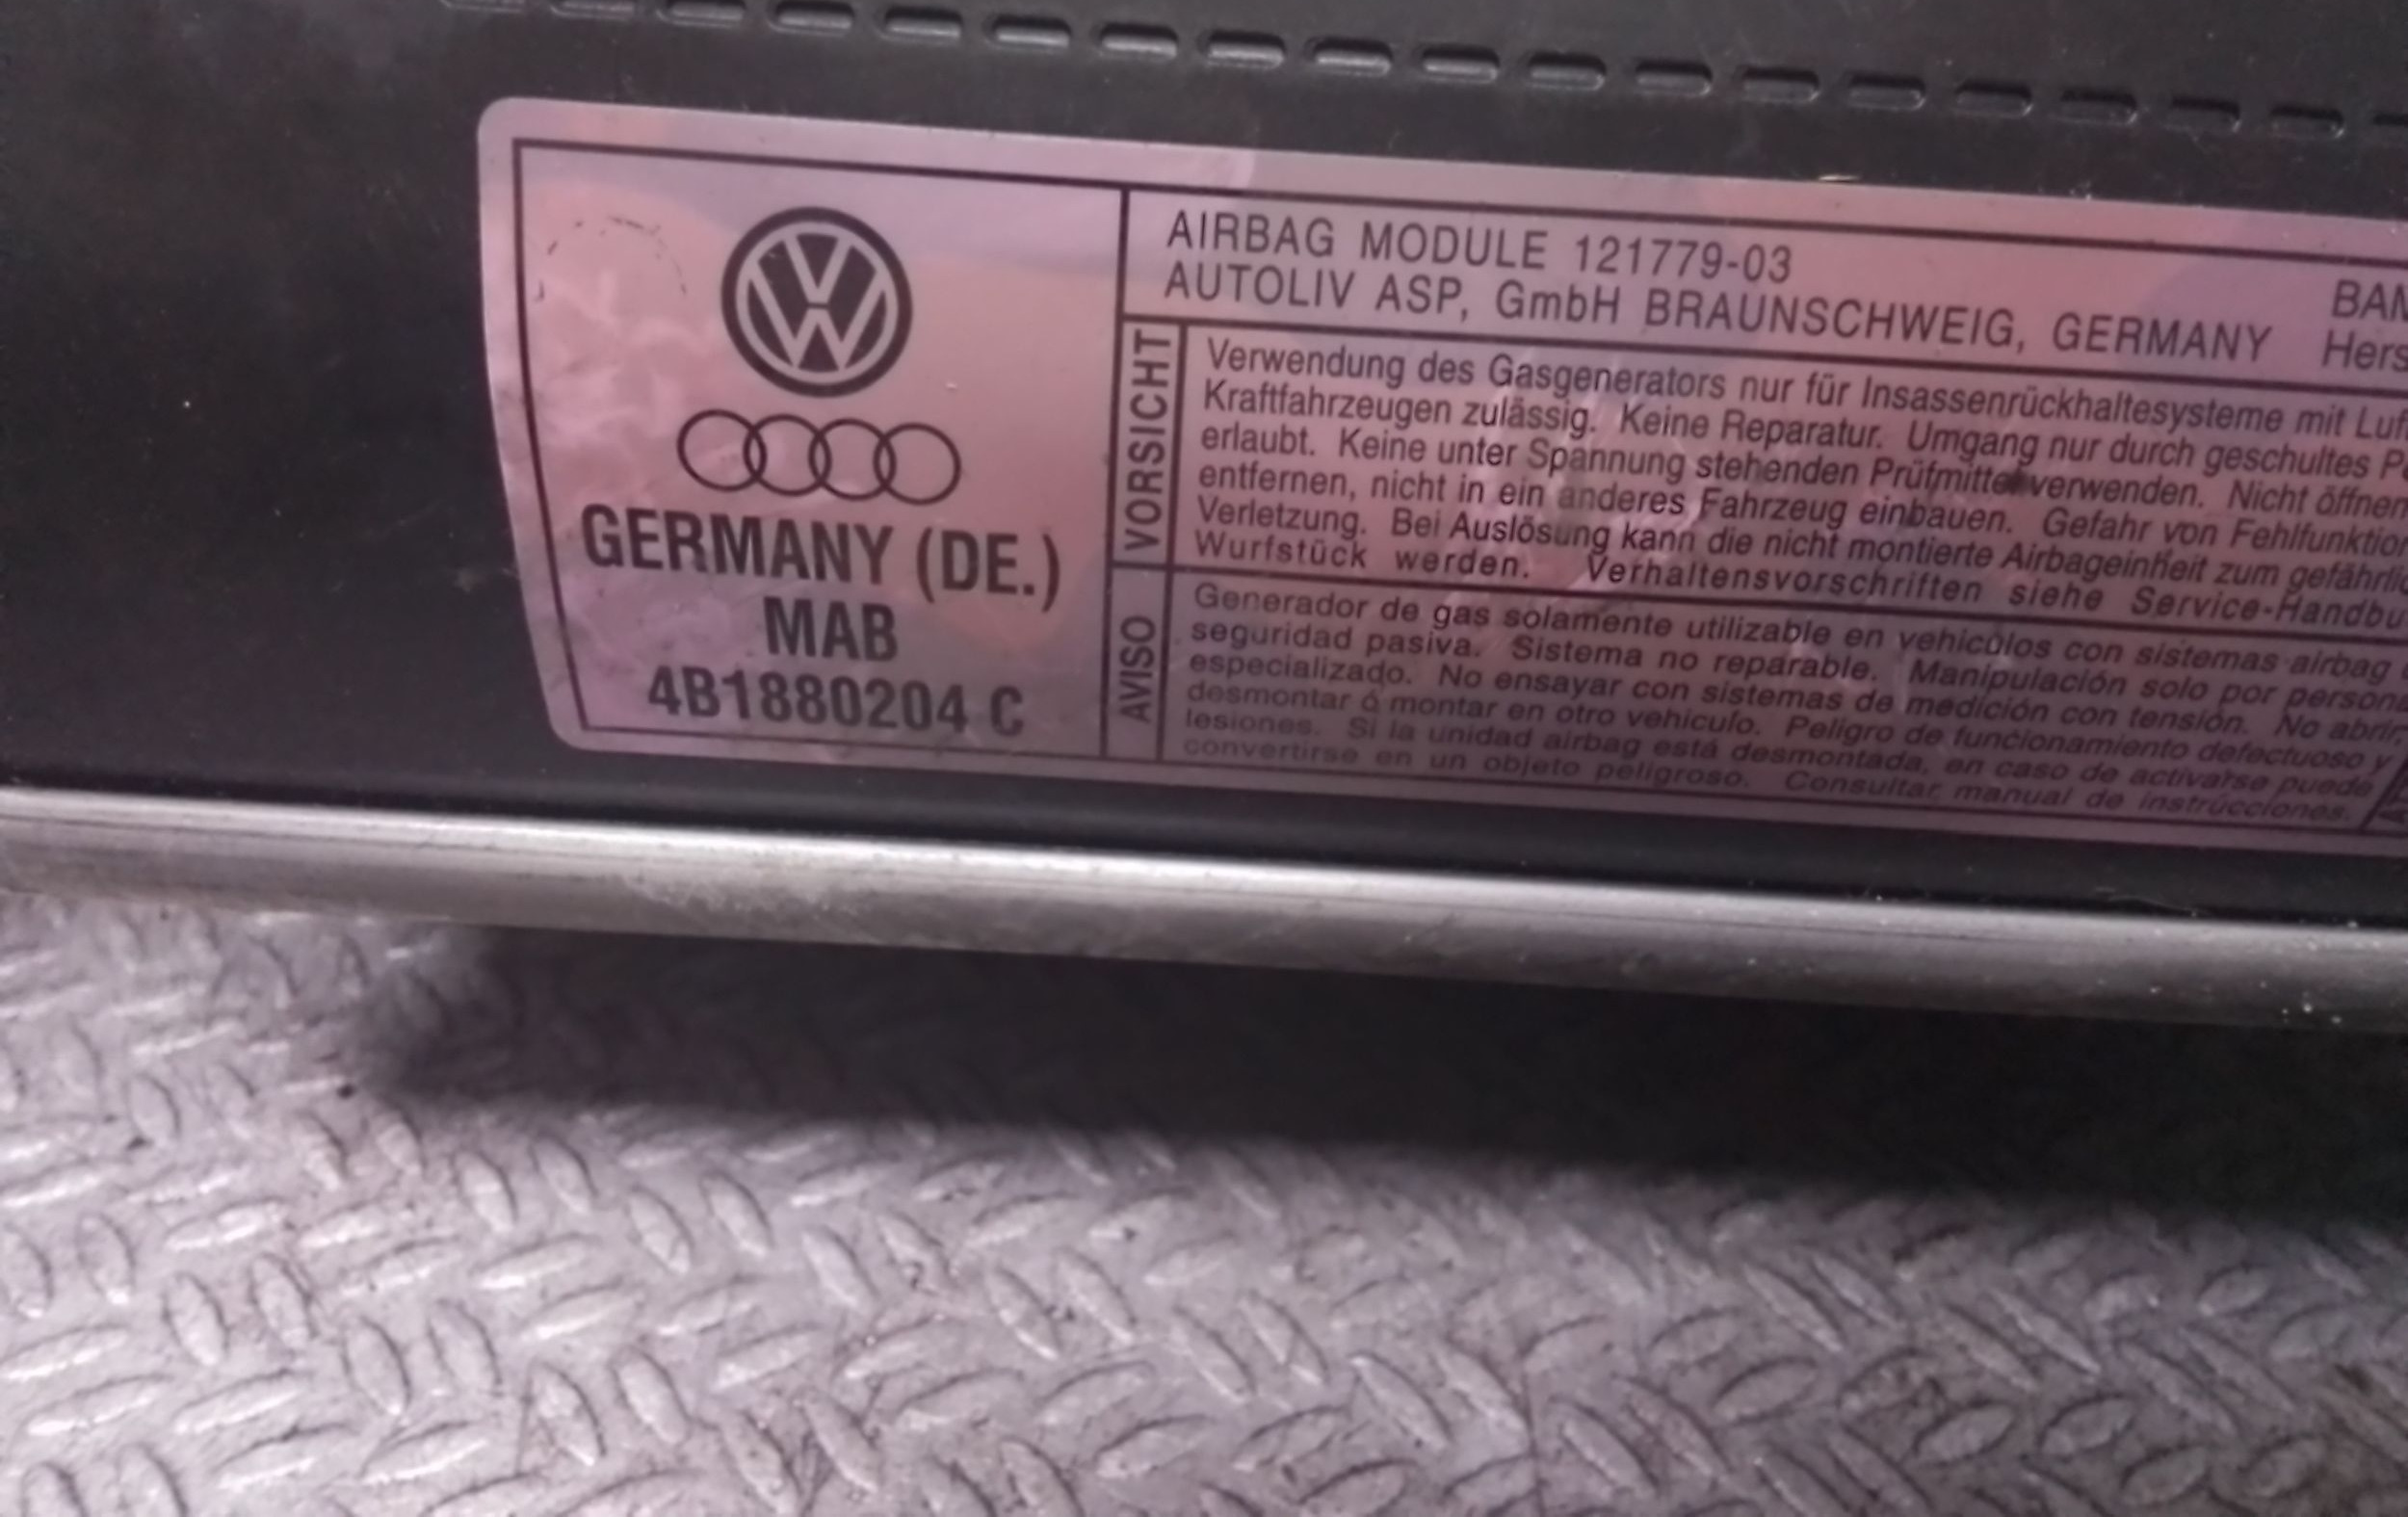 GERMANY (DE.)
MAB
4B1880204 C
AIRBAG MODULE 121779-03
AUTOLIV ASP, GmbH BRAUNSCHWEIG, GERMANY
VORSICHT
Verwendung des Gasgenerators nur für Insassenrückhaltesysteme mit
Kraftfahrzeugen zulässig. Keine Reparatur. Umgang nur durch geschultes
erlaubt. Keine unter Spannung stehenden Prüfmittel verwenden. Nicht
entfernen, nicht in ein anderes Fahrzeug einbauen. Gefahr von
Verletzung. Bei Auslösung kann die nicht montierte Airbageinheit zum
Wurfstück werden. Verhaltensvorschriften siehe
AVISO
Generador de gas solamente utilizable en vehiculos con sistemas airbag
seguridad pasiva. Sistema no reparable. Manipulación solo por
especializado. No ensayar con sistemas de medición con tensión. No abrir
desmontar ó montar en otro vehiculo. Peligro de funcionamiento defectuoso y
lesiones. Si la unidad airbag está desmontada, en caso de activarse puede
convertirse en un objeto peligroso. Consultar manual de instrucciones.